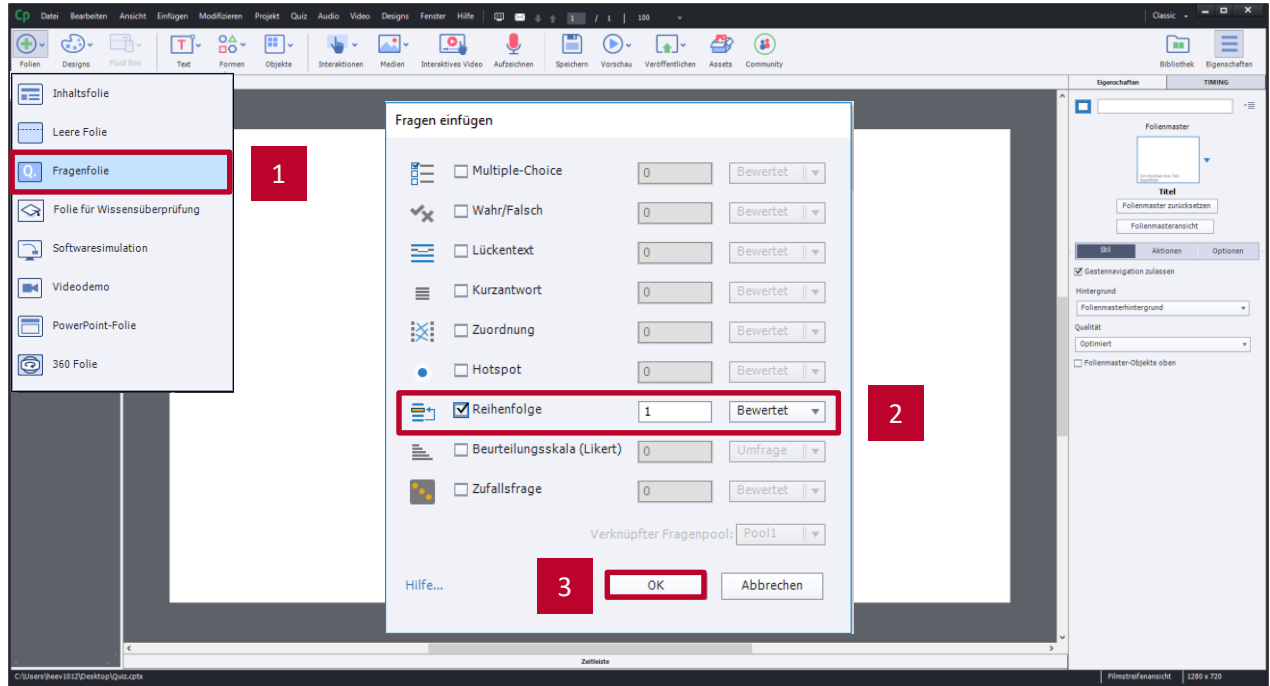 Cp Datei Bearbeiten Ansicht Einfügen Modifizieren Projekt Quiz Audio Video Designs Fenster Hilfe 1 / 1 100 Classic
Folien Designs Fluid Box Text Formen Objekte Interaktionen Medien Interaktives Video Aufzeichnen Speichern Vorschau Veröffentlichen Assets Community Bibliothek Eigenschaften
Inhaltsfolie
Leere Folie
Q. Fragenfolie
1
Folie für Wissensüberprüfung
Softwaresimulation
Videodemo
PowerPoint-Folie
360 Folie
Fragen einfügen
Multiple-Choice 0 Bewertet
Wahr/Falsch 0 Bewertet
Lückentext 0 Bewertet
Kurzantwort 0 Bewertet
Zuordnung 0 Bewertet
Hotspot 0 Bewertet
Reihenfolge 1 Bewertet
2
Beurteilungsskala (Likert) 0 Umfrage
Zufallsfrage 0 Bewertet
Verknüpfter Fragenpool: Pool1
Hilfe... 3 OK Abbrechen
Eigenschaften TIMING
Folienmaster
Titel
Folienmaster zurücksetzen
Folienmasteransicht
Stil Aktionen Optionen
Gestennavigation zulassen
Hintergrund
Folienmasterhintergrund
Qualität
Optimiert
Folienmaster-Objekte oben
Zeitleiste
C:\Users\heev1012\Desktop\Quiz.cptx Filmstreifenansicht 1280 x 720